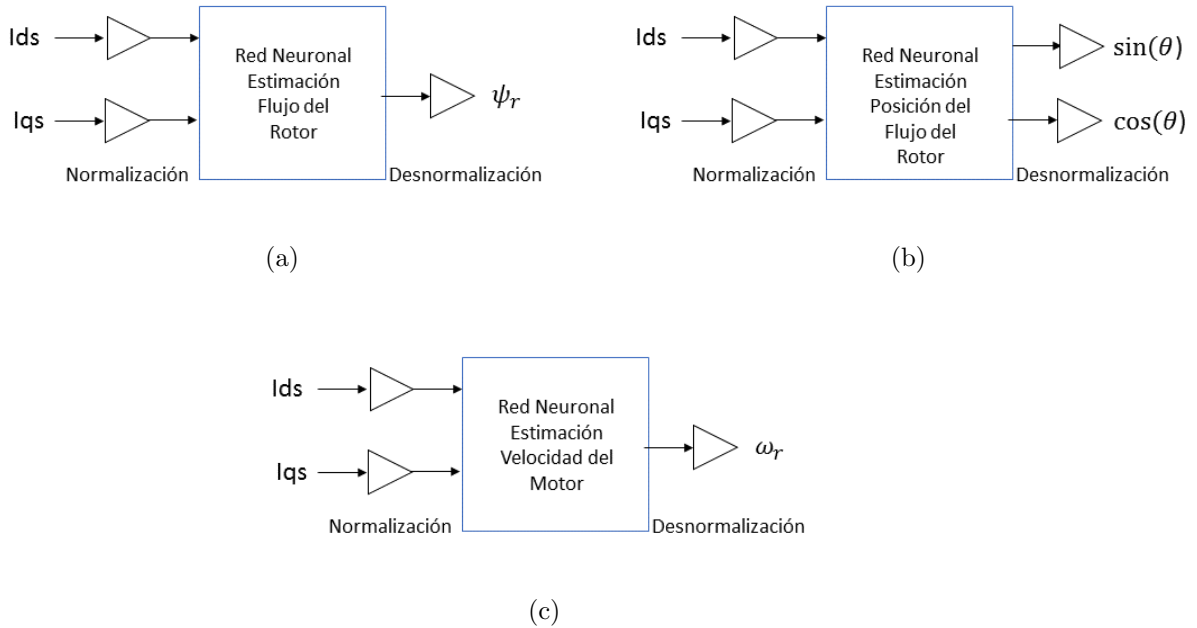 Ids
Iqs
Normalización
Red Neuronal
Estimación
Flujo del
Rotor
ψr
Desnormalización
(a)
Ids
Iqs
Normalización
Red Neuronal
Estimación
Posición del
Flujo del
Rotor
sin(θ)
cos(θ)
Desnormalización
(b)
Ids
Iqs
Normalización
Red Neuronal
Estimación
Velocidad del
Motor
ωr
Desnormalización
(c)